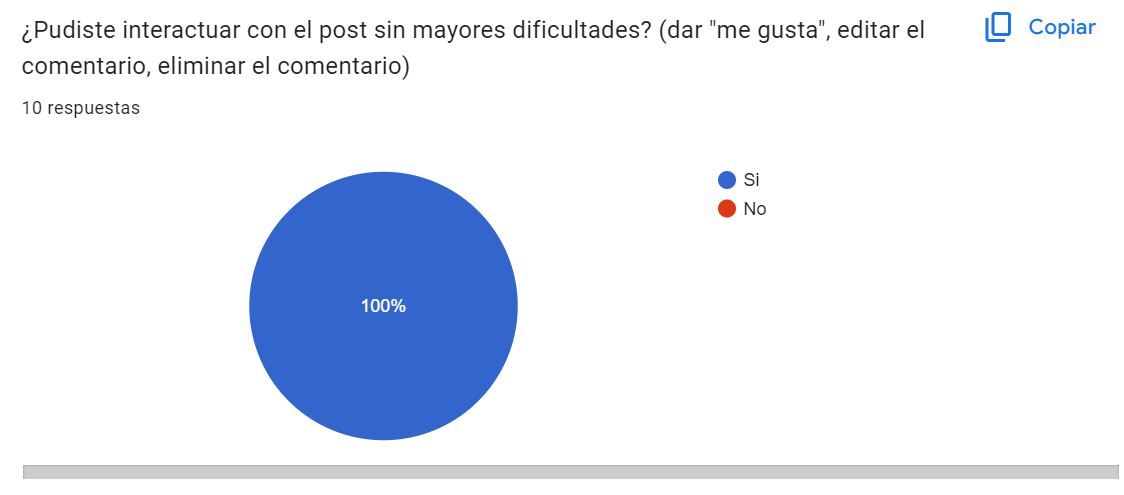 ¿Pudiste interactuar con el post sin mayores dificultades? (dar "me gusta", editar el
comentario, eliminar el comentario)
Copiar
10 respuestas
Si
No
100%